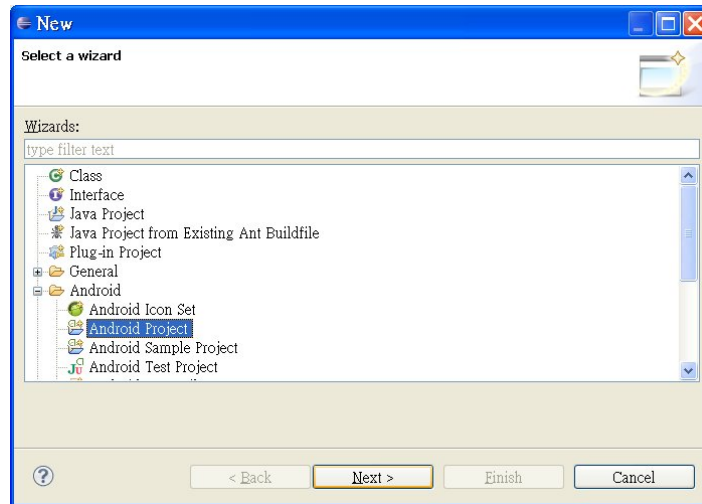 New
Select a wizard
Wizards:
type filter text
Class
Interface
Java Project
Java Project from Existing Ant Buildfile
Plug-in Project
General
Android
Android Icon Set
Android Project
Android Sample Project
Android Test Project
< Back Next > Finish Cancel